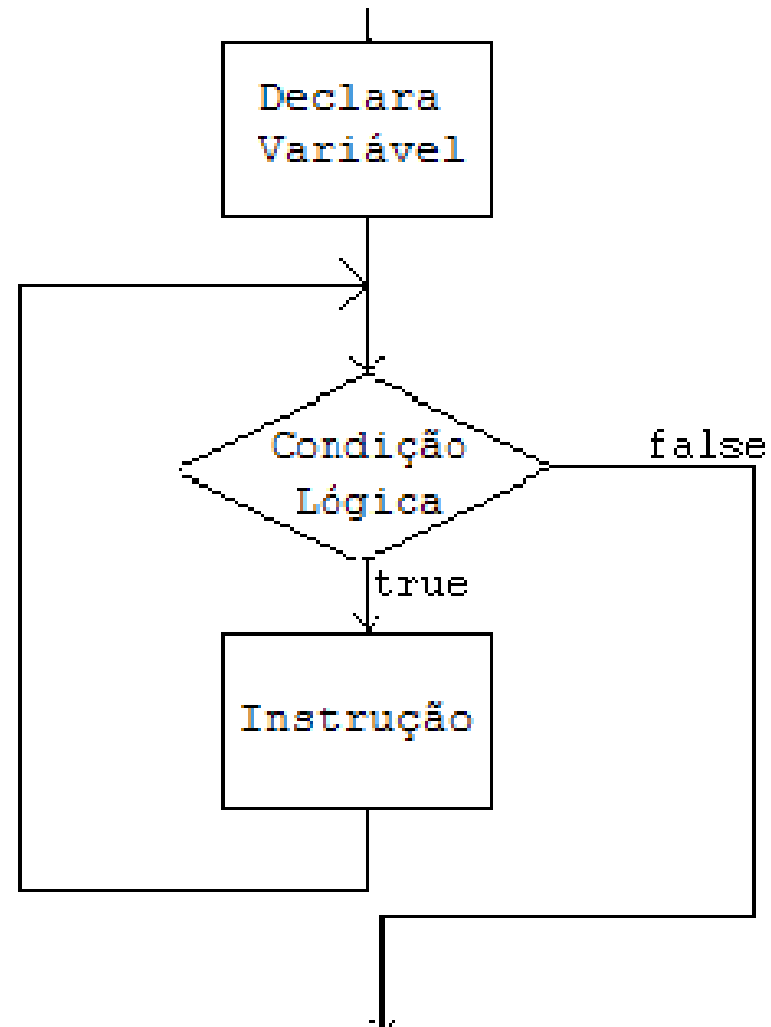 Declara
Variável
Condição
Lógica
false
true
Instrução